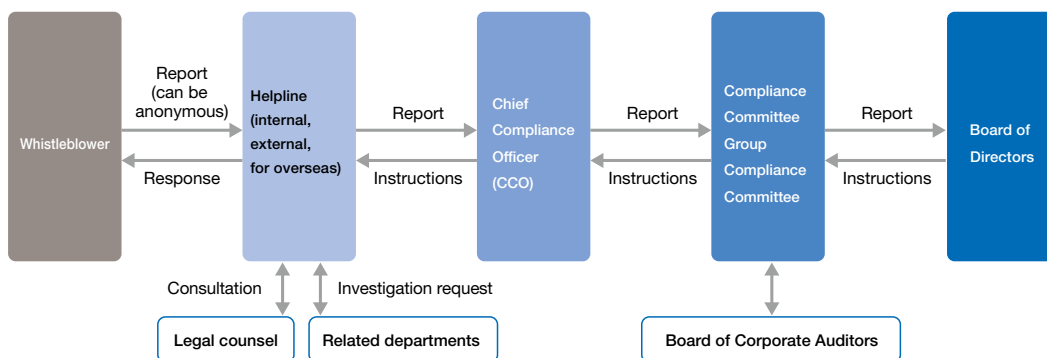 Whistleblower
Report
(can be
anonymous)
Response
Helpline
(internal,
external,
for overseas)
Report
Instructions
Chief
Compliance
Officer
(CCO)
Report
Instructions
Compliance
Committee
Group
Compliance
Committee
Report
Instructions
Board of
Directors
Consultation
Investigation request
Legal counsel
Related departments
Board of Corporate Auditors